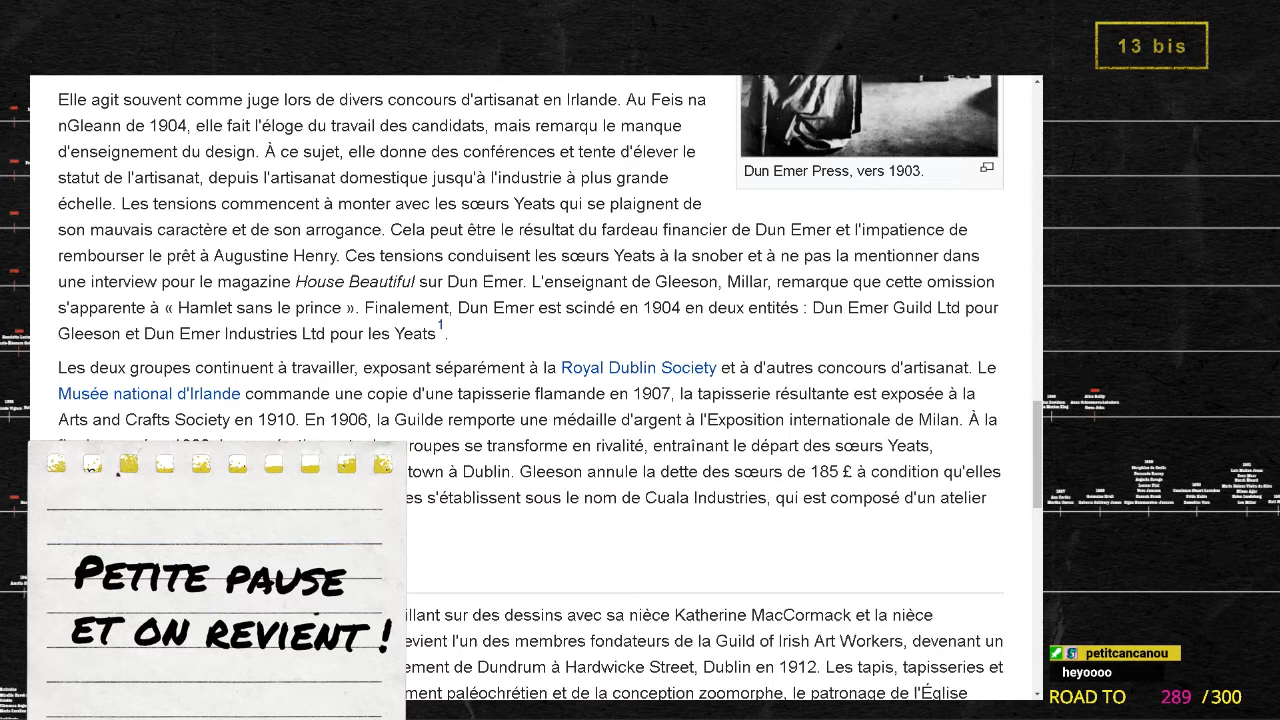 13 bis
Elle agit souvent comme juge lors de divers concours d'artisanat en Irlande. Au Feis na
nGleann de 1904, elle fait l'éloge du travail des candidats, mais remarqu le manque
d'enseignement du design. À ce sujet, elle donne des conférences et tente d'élever le
statut de l'artisanat, depuis l'artisanat domestique jusqu'à l'industrie à plus grande
échelle. Les tensions commencent à monter avec les sœurs Yeats qui se plaignent de
son mauvais caractère et de son arrogance. Cela peut être le résultat du fardeau financier de Dun Emer et l'impatience de
rembourser le prêt à Augustine Henry. Ces tensions conduisent les sœurs Yeats à la snober et à ne pas la mentionner dans
une interview pour le magazine House Beautiful sur Dun Emer. L'enseignant de Gleeson, Millar, remarque que cette omission
s'apparente à « Hamlet sans le prince ». Finalement, Dun Emer est scindé en 1904 en deux entités : Dun Emer Guild Ltd pour
Gleeson et Dun Emer Industries Ltd pour les Yeats1
Dun Emer Press, vers 1903.
Les deux groupes continuent à travailler, exposant séparément à la Royal Dublin Society et à d'autres concours d'artisanat. Le
Musée national d'Irlande commande une copie d'une tapisserie flamande en 1907, la tapisserie résultante est exposée à la
Arts and Crafts Society en 1910. En 1906, la Guilde remporte une médaille d'argent à l'Exposition internationale de Milan. À la
roupes se transforme en rivalité, entraînant le départ des sœurs Yeats,
Dublin. Gleeson annule la dette des sœurs de 185 £ à condition qu'elles
s'établissent sous le nom de Cuala Industries, qui est composé d'un atelier
illant sur des dessins avec sa nièce Katherine MacCormack et la nièce
evient l'un des membres fondateurs de la Guild of Irish Art Workers, devenant un
t de Dundrum à Hardwicke Street, Dublin en 1912. Les tapis, tapisseries et
ment paléochrétien et de la conception zoomorphe, le patronage de l'Église
PETITE PAUSE
ET ON REVIENT !
petitcancanou
heyoooo
ROAD TO 289 / 300